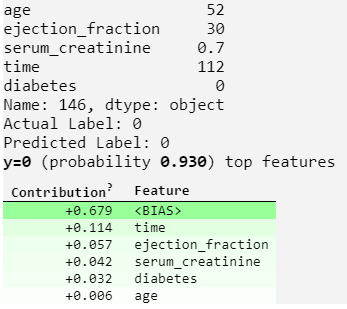 age 52
ejection_fraction 30
serum_creatinine 0.7
time 112
diabetes 0
Name: 146, dtype: object
Actual Label: 0
Predicted Label: 0
y=0 (probability 0.930) top features
Contribution? Feature
+0.679 <BIAS>
+0.114 time
+0.057 ejection_fraction
+0.042 serum_creatinine
+0.032 diabetes
+0.006 age